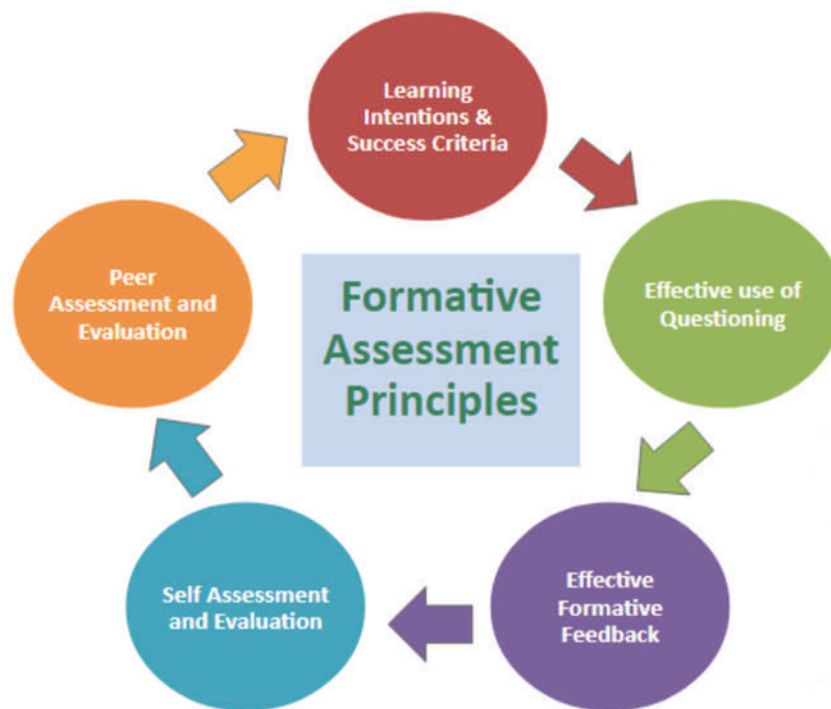 Learning
Intentions &
Success Criteria
Peer
Assessment and
Evaluation
Formative
Assessment
Principles
Effective use of
Questioning
Self Assessment
and Evaluation
Effective
Formative
Feedback